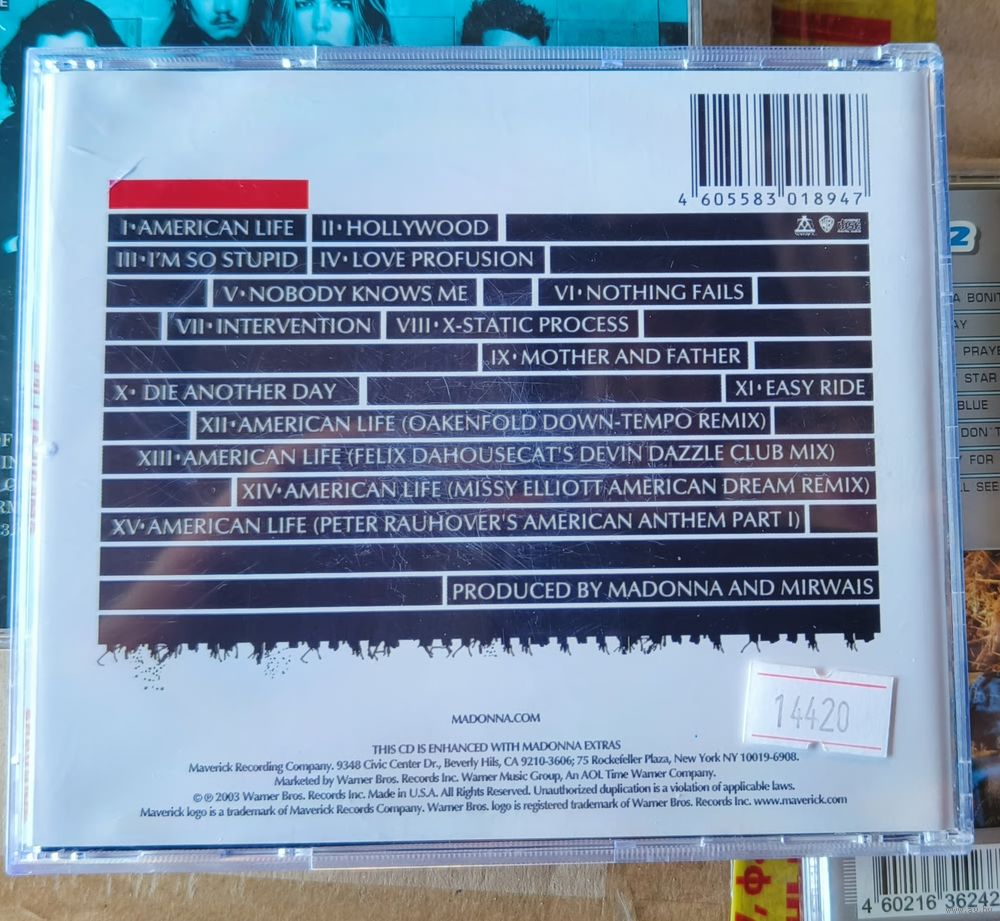 4 605583 018947
I•AMERICAN LIFE II•HOLLYWOOD
III•I'M SO STUPID IV•LOVE PROFUSION
V•NOBODY KNOWS ME VI•NOTHING FAILS
VII•INTERVENTION VIII•X-STATIC PROCESS
IX•MOTHER AND FATHER
X•DIE ANOTHER DAY XI•EASY RIDE
XII•AMERICAN LIFE (OAKENFOLD DOWN-TEMPO REMIX)
XIII•AMERICAN LIFE (FELIX DAHOUSECAT'S DEVIN DAZZLE CLUB MIX)
XIV•AMERICAN LIFE (MISSY ELLIOTT AMERICAN DREAM REMIX)
XV•AMERICAN LIFE (PETER RAUHOVER'S AMERICAN ANTHEM PART I)
PRODUCED BY MADONNA AND MIRWAIS
14420
MADONNA.COM
THIS CD IS ENHANCED WITH MADONNA EXTRAS
Maverick Recording Company. 9348 Civic Center Dr., Beverly Hils, CA 9210-3606; 75 Rockefeller Plaza, New York NY 10019-6908.
Marketed by Warner Bros. Records Inc. Warner Music Group, An AOL Time Warner Company.
© ℗ 2003 Warner Bros. Records Inc. Made in U.S.A. All Rights Reserved. Unauthorized duplication is a violation of applicable laws.
Maverick logo is a trademark of Maverick Records Company. Warner Bros. logo is registered trademark of Warner Bros. Records Inc. www.maverick.com
2
A BONIT
AY
PRAYE
STAR
BLUE
DON'T
FOR
LL SEE
4 60216 36242